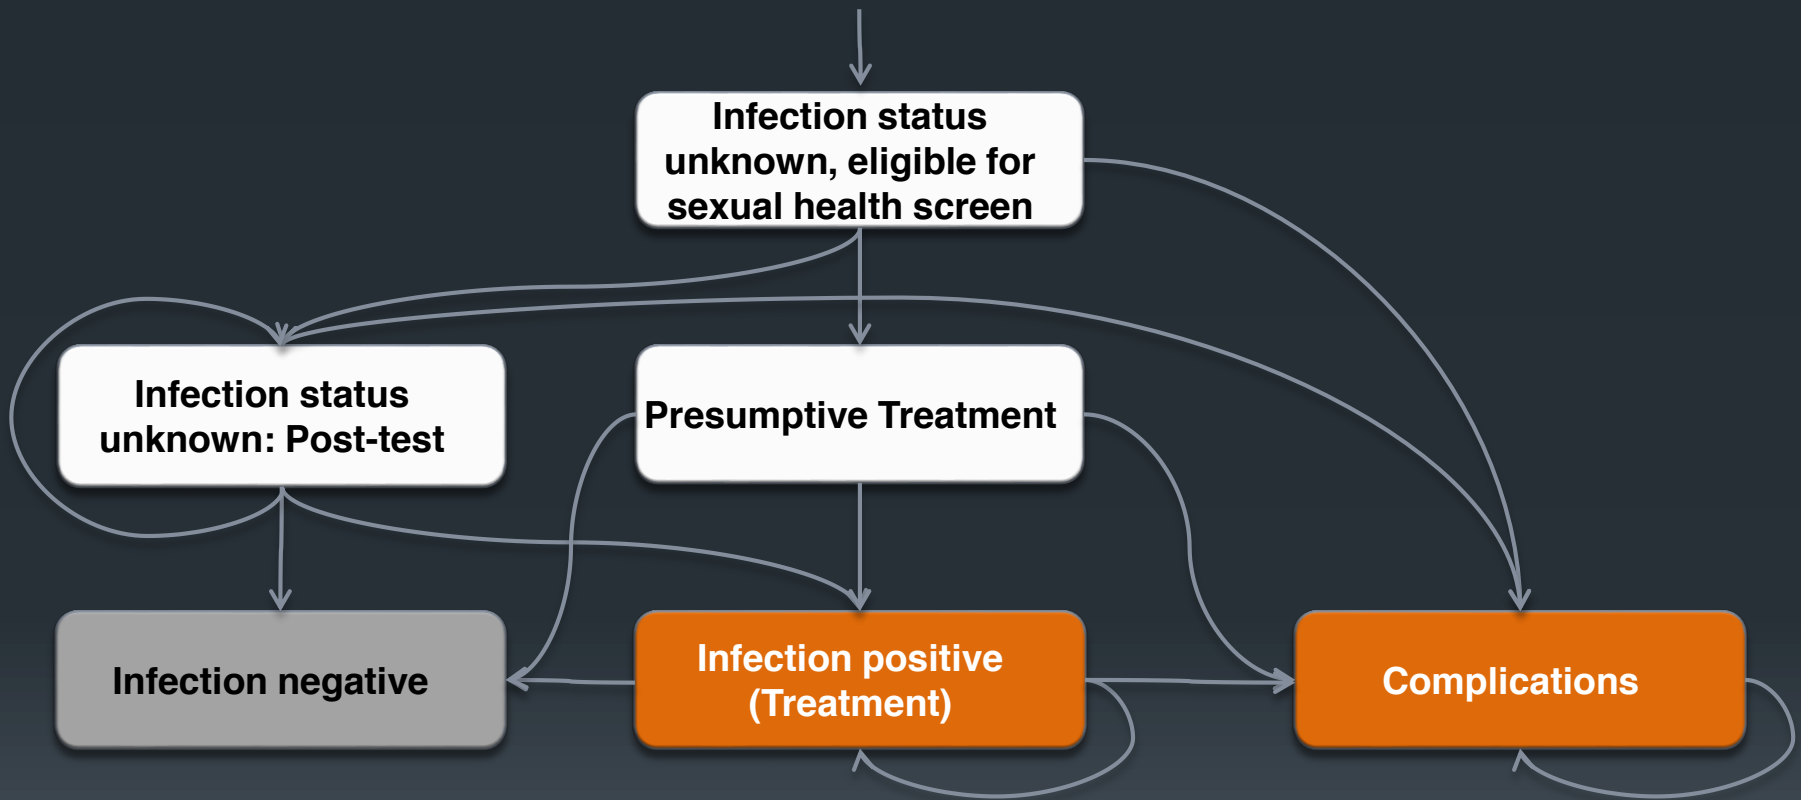 Infection status
unknown, eligible for
sexual health screen
Infection status
unknown: Post-test
Presumptive Treatment
Infection negative
Infection positive
(Treatment)
Complications